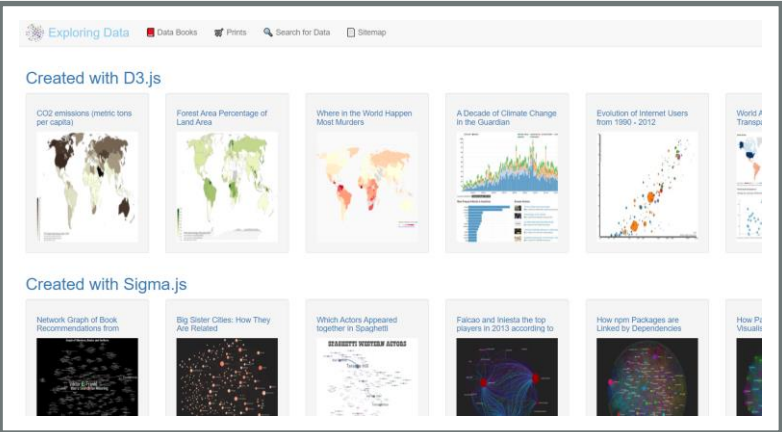 Exploring Data
Data Books
Prints
Search for Data
Sitemap
Created with D3.js
CO2 emissions (metric tons
per capita)
Forest Area Percentage of
Land Area
Where in the World Happen
Most Murders
A Decade of Climate Change
in the Guardian
Evolution of Internet Users
from 1990 - 2012
World A
Transpa
Created with Sigma.js
Network Graph of Book
Recommendations from
Big Sister Cities: How They
Are Related
Which Actors Appeared
together in Spaghetti
Falcao and Iniesta the top
players in 2013 according to
How npm Packages are
Linked by Dependencies
How Pa
Visualis
SPAGHETTI WESTERN ACTORS